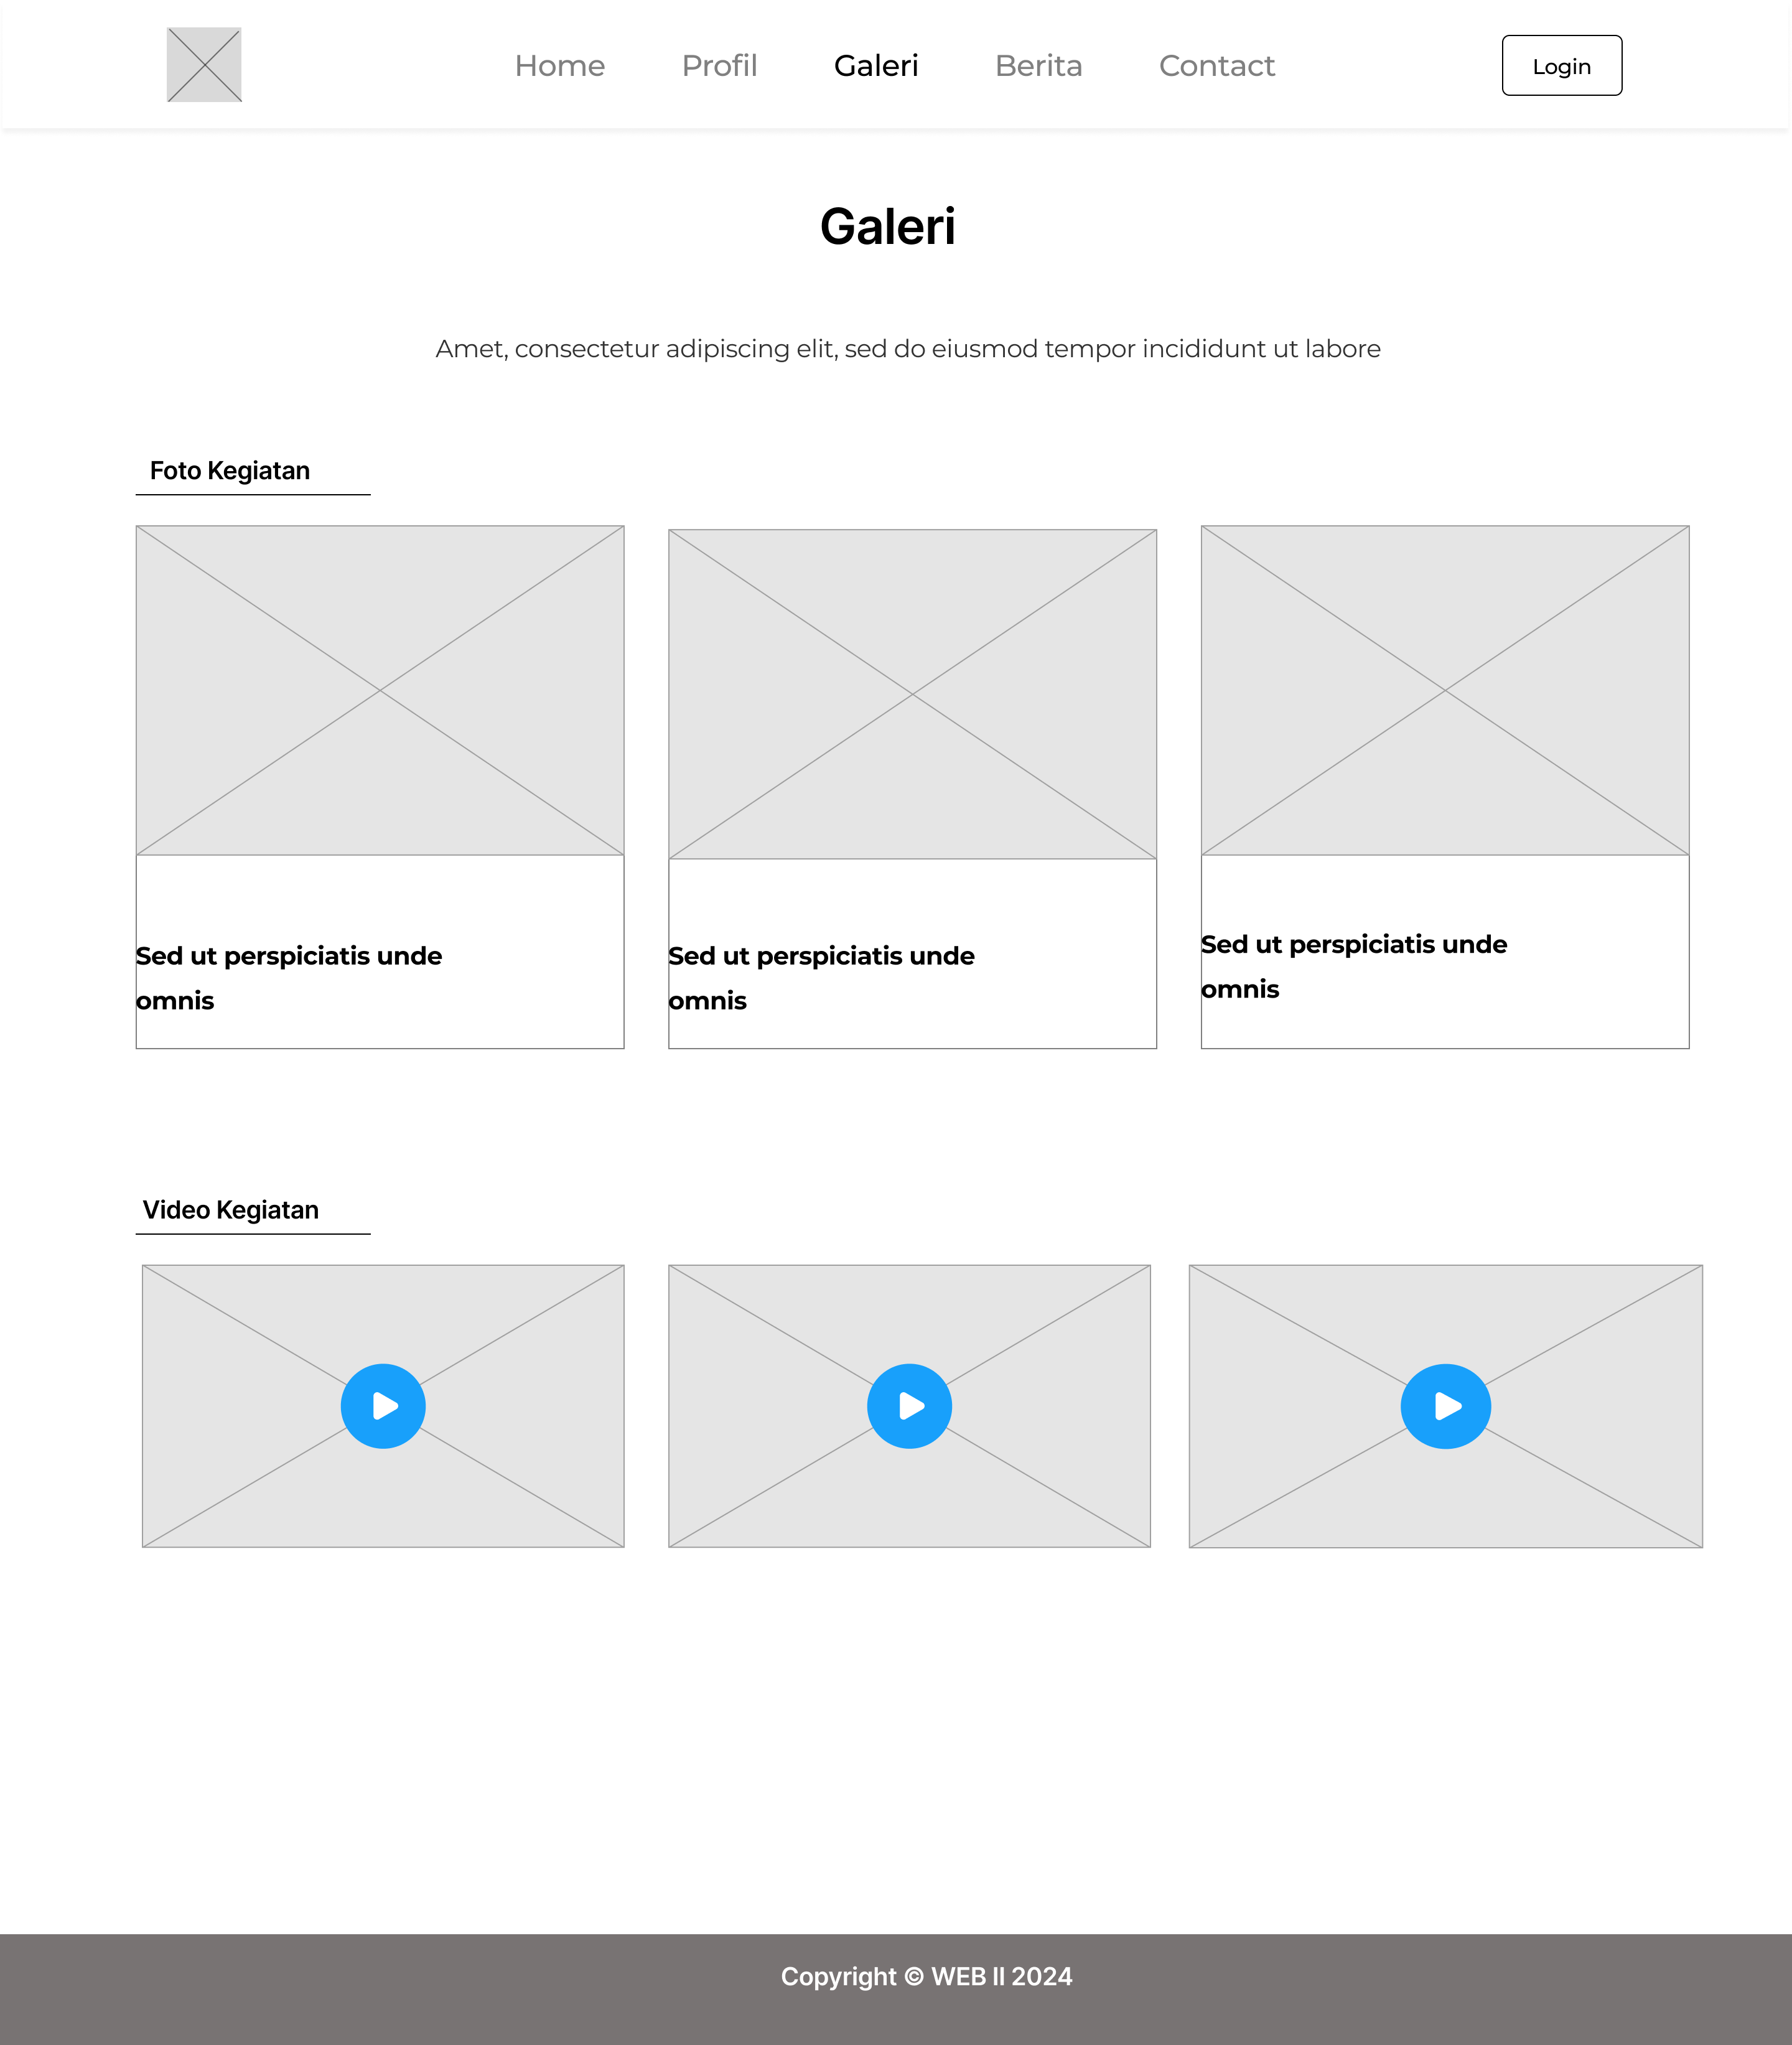 Home Profil Galeri Berita Contact Login
Galeri
Amet, consectetur adipiscing elit, sed do eiusmod tempor incididunt ut labore
Foto Kegiatan
Sed ut perspiciatis unde
omnis
Sed ut perspiciatis unde
omnis
Sed ut perspiciatis unde
omnis
Video Kegiatan
Copyright © WEB II 2024